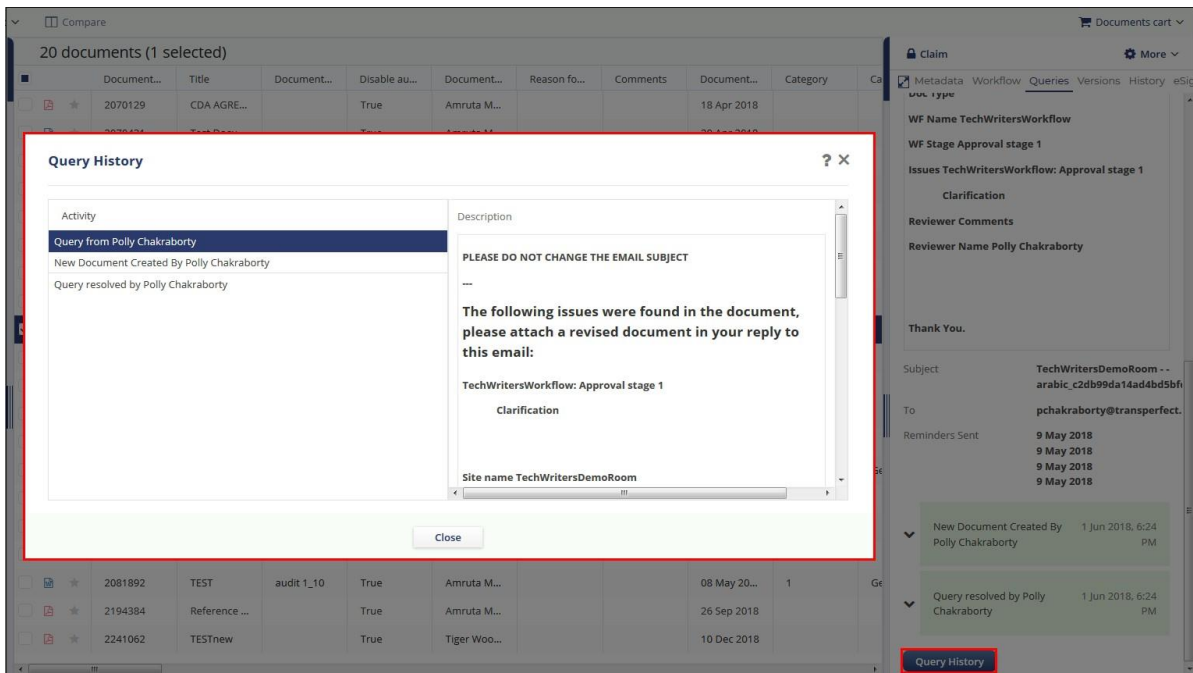 Compare
Documents cart
20 documents (1 selected)
Claim
More
Document... Title Document... Disable au... Document... Reason fo... Comments Document... Category Ca
Metadata Workflow Queries Versions History eSig
2070129 CDA AGRE... True Amruta M... 18 Apr 2018
Doc Type
WF Name TechWritersWorkflow
WF Stage Approval stage 1
Issues TechWritersWorkflow: Approval stage 1
Clarification
Reviewer Comments
Reviewer Name Polly Chakraborty
Thank You.
Subject TechWritersDemoRoom - -
To pchakraborty@transperfect.
Reminders Sent 9 May 2018
9 May 2018
9 May 2018
9 May 2018
New Document Created By 1 Jun 2018, 6:24
Polly Chakraborty PM
Query resolved by Polly 1 Jun 2018, 6:24
Chakraborty PM
Query History
Query History
? X
Activity
Query from Polly Chakraborty
New Document Created By Polly Chakraborty
Query resolved by Polly Chakraborty
Description
PLEASE DO NOT CHANGE THE EMAIL SUBJECT
---
The following issues were found in the document,
please attach a revised document in your reply to
this email:
TechWritersWorkflow: Approval stage 1
Clarification
Site name TechWritersDemoRoom
Close
2081892 TEST audit 1_10 True Amruta M... 08 May 20... 1 Ge
2194384 Reference ... True Amruta M... 26 Sep 2018
2241062 TESTnew True Tiger Woo... 10 Dec 2018